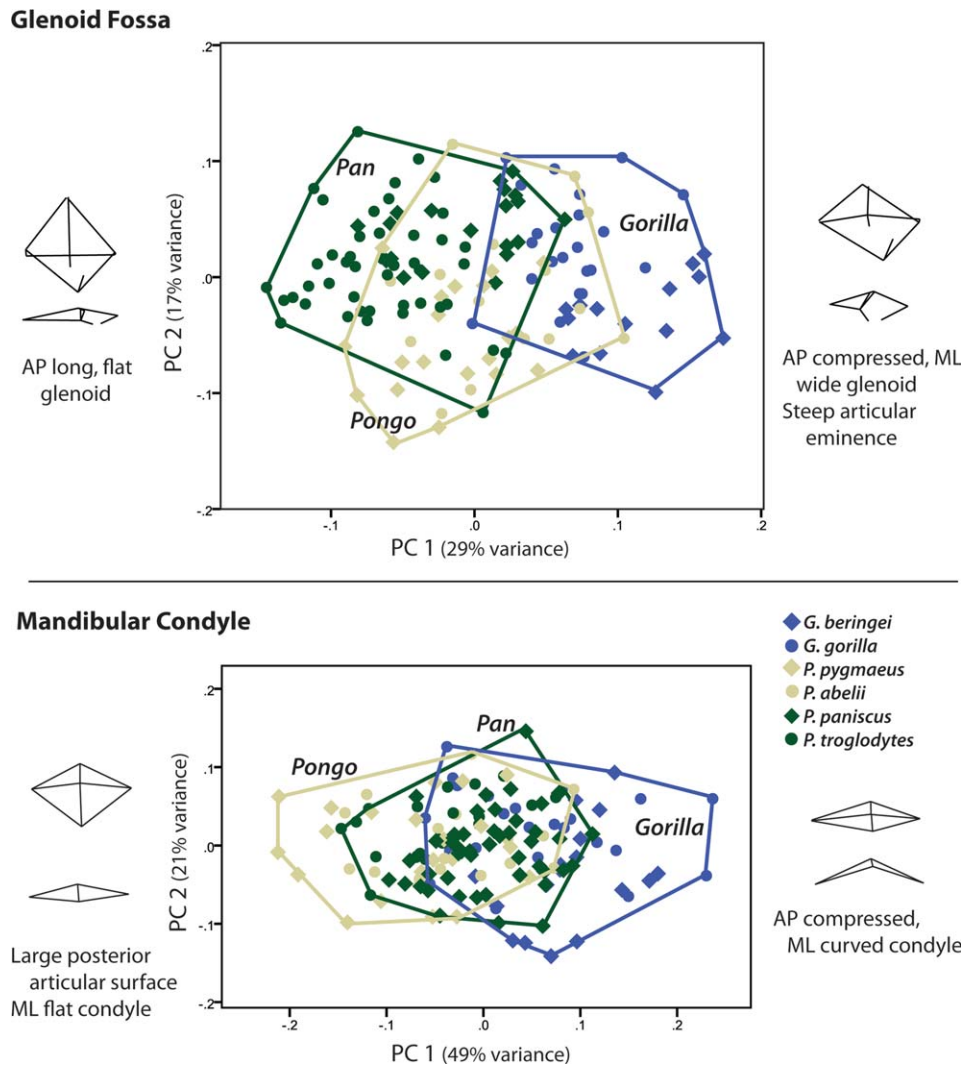 Glenoid Fossa
.2
.1
.0
-.1
-.2
PC 2 (17% variance)
Pan
Gorilla
Pongo
AP long, flat
glenoid
AP compressed, ML
wide glenoid
Steep articular
eminence
-.1
.0
.1
.2
PC 1 (29% variance)
Mandibular Condyle
G. beringei
G. gorilla
P. pygmaeus
P. abelii
P. paniscus
P. troglodytes
.2
.1
.0
-.1
-.2
PC 2 (21% variance)
Pan
Pongo
Gorilla
Large posterior
articular surface
ML flat condyle
AP compressed,
ML curved condyle
-.2
-.1
.0
.1
.2
PC 1 (49% variance)